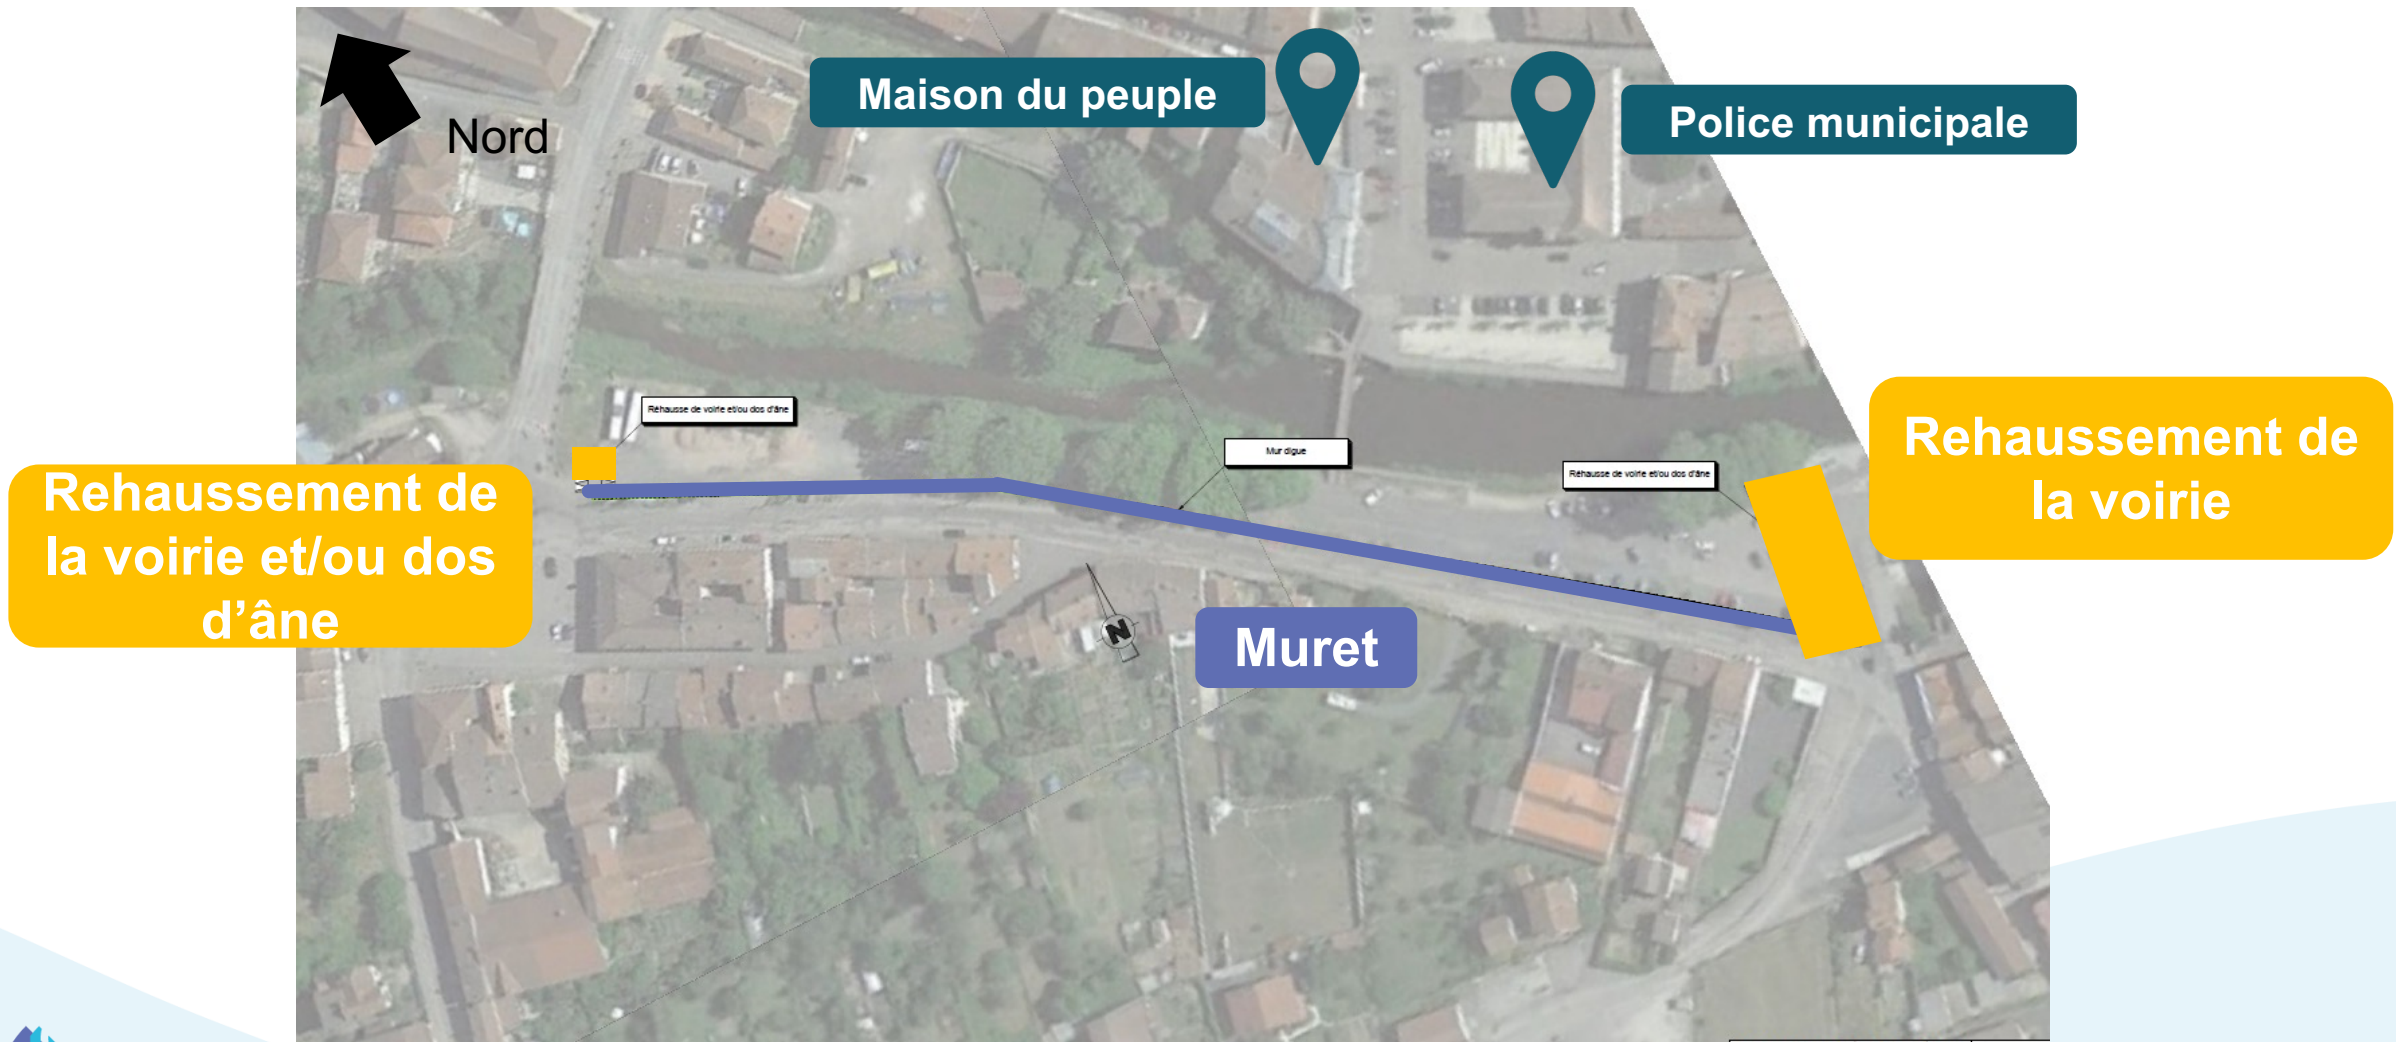 Nord
Maison du peuple
Police municipale
Réhausse de voirie et/ou dos d'âne
Mur digue
Réhausse de voirie et/ou dos d'âne
Rehaussement de
la voirie et/ou dos
d’âne
Rehaussement de
la voirie
Muret
N